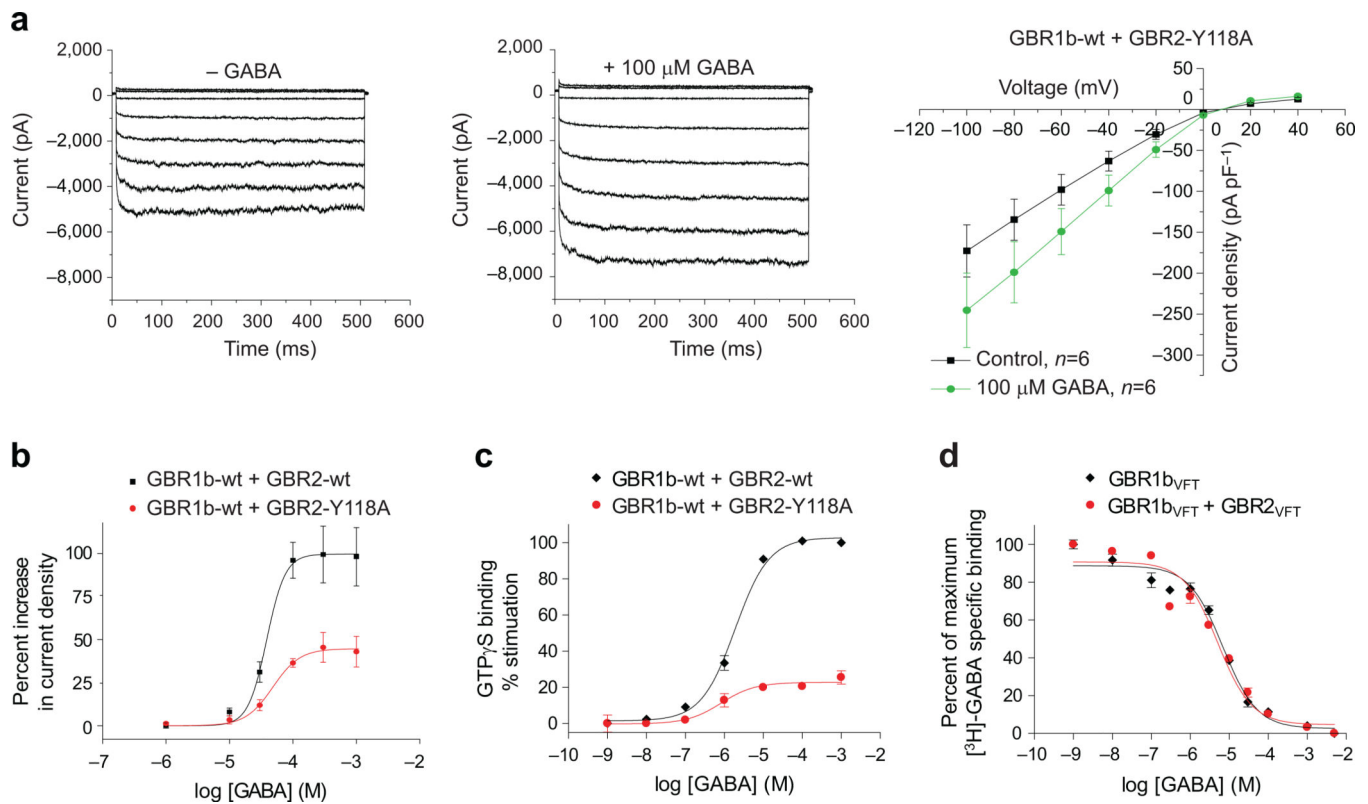 a
– GABA
2,000
0
–2,000
–4,000
–6,000
–8,000
Current (pA)
0 100 200 300 400 500 600
Time (ms)
+ 100 μM GABA
2,000
0
–2,000
–4,000
–6,000
–8,000
Current (pA)
0 100 200 300 400 500 600
Time (ms)
GBR1b-wt + GBR2-Y118A
Voltage (mV)
–120 –100 –80 –60 –40 –20 20 40 60
50
25
0
–50
–100
–150
–200
–250
–300
Current density (pA pF⁻¹)
Control, n=6
100 μM GABA, n=6
b
GBR1b-wt + GBR2-wt
GBR1b-wt + GBR2-Y118A
Percent increase
in current density
100
75
50
25
0
–7 –6 –5 –4 –3 –2
log [GABA] (M)
c
GBR1b-wt + GBR2-wt
GBR1b-wt + GBR2-Y118A
GTPγS binding
% stimuation
100
80
60
40
20
0
–10 –9 –8 –7 –6 –5 –4 –3 –2
log [GABA] (M)
d
GBR1bVFT
GBR1bVFT + GBR2VFT
Percent of maximum
[³H]-GABA specific binding
100
80
60
40
20
0
–10 –9 –8 –7 –6 –5 –4 –3 –2 –1
log [GABA] (M)